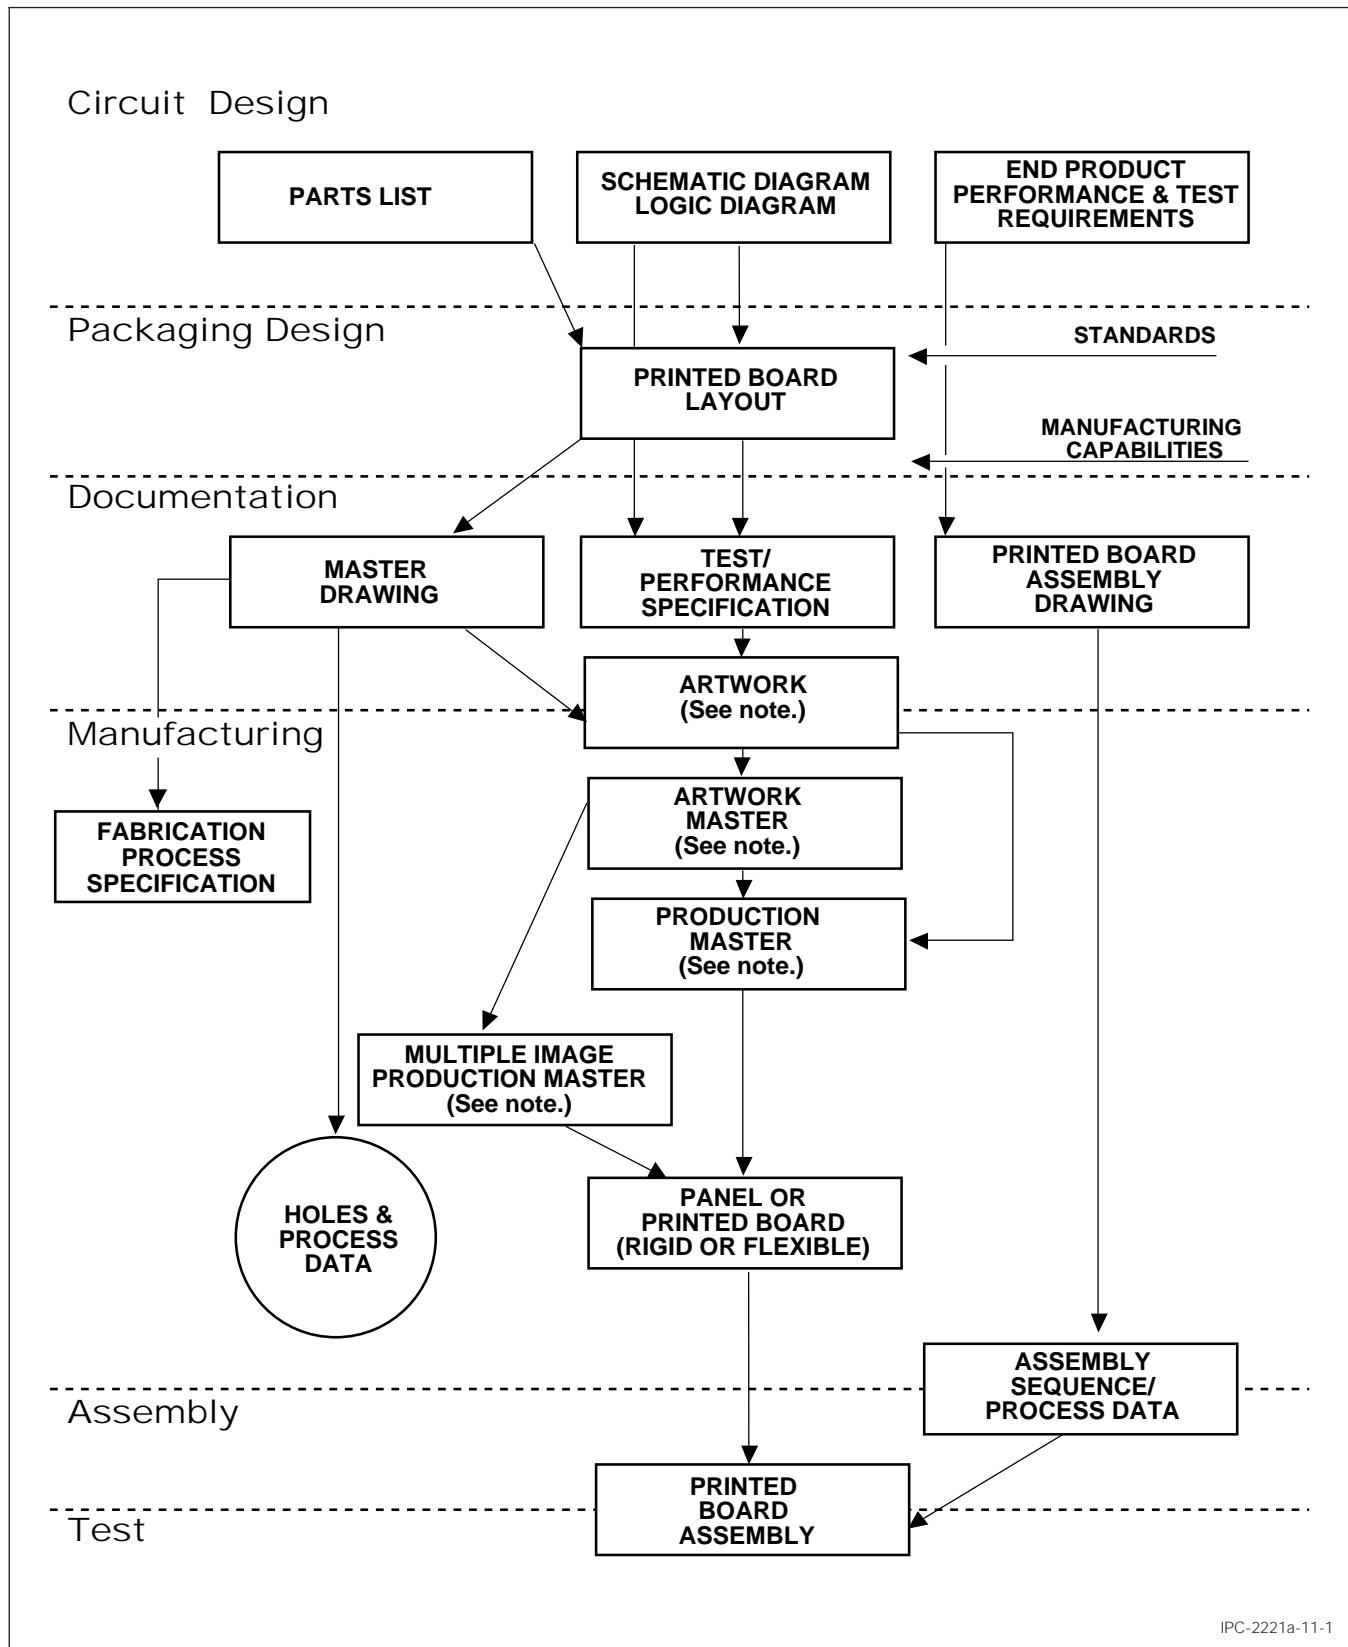 Circuit Design
PARTS LIST
SCHEMATIC DIAGRAM
LOGIC DIAGRAM
END PRODUCT
PERFORMANCE & TEST
REQUIREMENTS
Packaging Design
STANDARDS
PRINTED BOARD
LAYOUT
MANUFACTURING
CAPABILITIES
Documentation
MASTER
DRAWING
TEST/
PERFORMANCE
SPECIFICATION
PRINTED BOARD
ASSEMBLY
DRAWING
ARTWORK
(See note.)
Manufacturing
ARTWORK
MASTER
(See note.)
FABRICATION
PROCESS
SPECIFICATION
PRODUCTION
MASTER
(See note.)
MULTIPLE IMAGE
PRODUCTION MASTER
(See note.)
HOLES &
PROCESS
DATA
PANEL OR
PRINTED BOARD
(RIGID OR FLEXIBLE)
ASSEMBLY
SEQUENCE/
PROCESS DATA
Assembly
PRINTED
BOARD
ASSEMBLY
Test
IPC-2221a-11-1